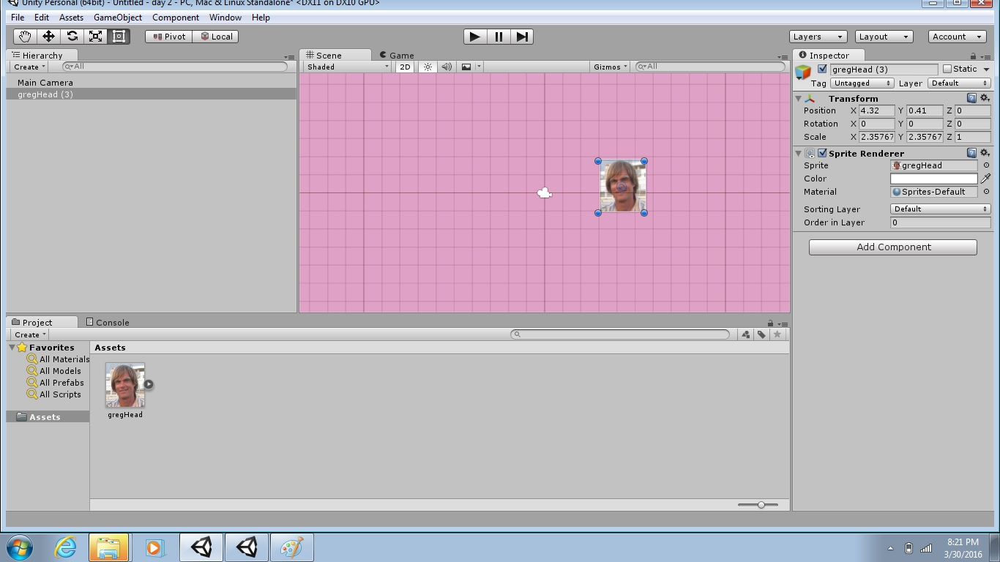 Unity Personal (64bit) - Untitled - day 2 - PC, Mac & Linux Standalone* <DX11 on DX10 GPU>
File Edit Assets GameObject Component Window Help
Pivot Local
Layers Layout Account
Hierarchy
Create All
Main Camera
gregHead (3)
Scene Game
Shaded 2D Gizmos All
Inspector
gregHead (3) Static
Tag Untagged Layer Default
Transform
Position X 4.32 Y 0.41 Z 0
Rotation X 0 Y 0 Z 0
Scale X 2.35767 Y 2.35767 Z 1
Sprite Renderer
Sprite gregHead
Color
Material Sprites-Default
Sorting Layer Default
Order in Layer 0
Add Component
Project Console
Create
Favorites
All Materials
All Models
All Prefabs
All Scripts
Assets
Assets
gregHead
8:21 PM
3/30/2016